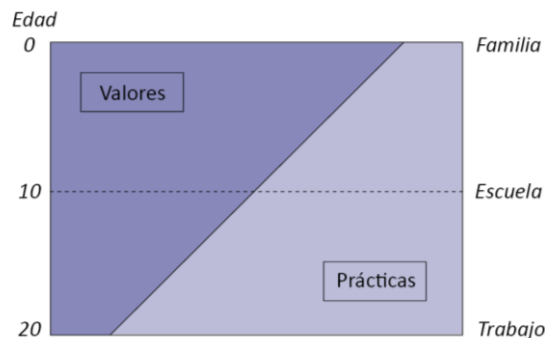 Edad
0
Familia
Valores
10
Escuela
Prácticas
20
Trabajo